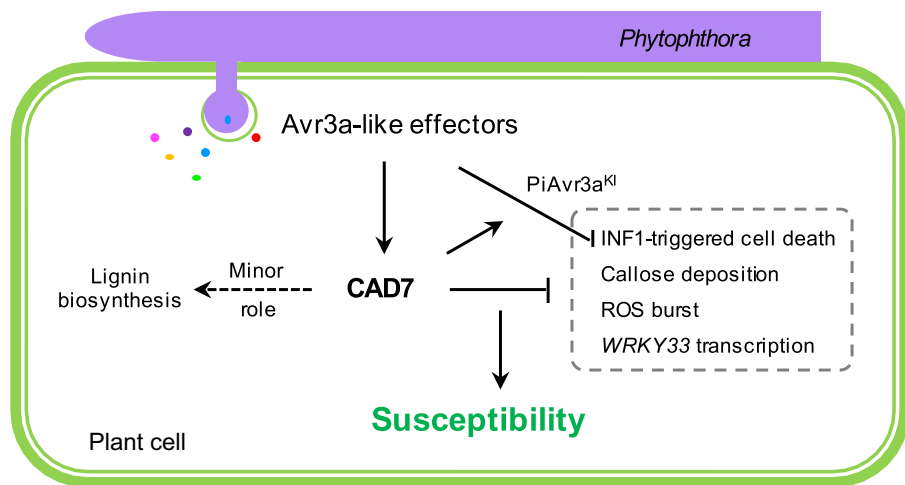 Phytophthora
Avr3a-like effectors
PiAvr3aᴷᴵ
INF1-triggered cell death
Callose deposition
ROS burst
WRKY33 transcription
Lignin
biosynthesis
Minor
role
CAD7
Susceptibility
Plant cell